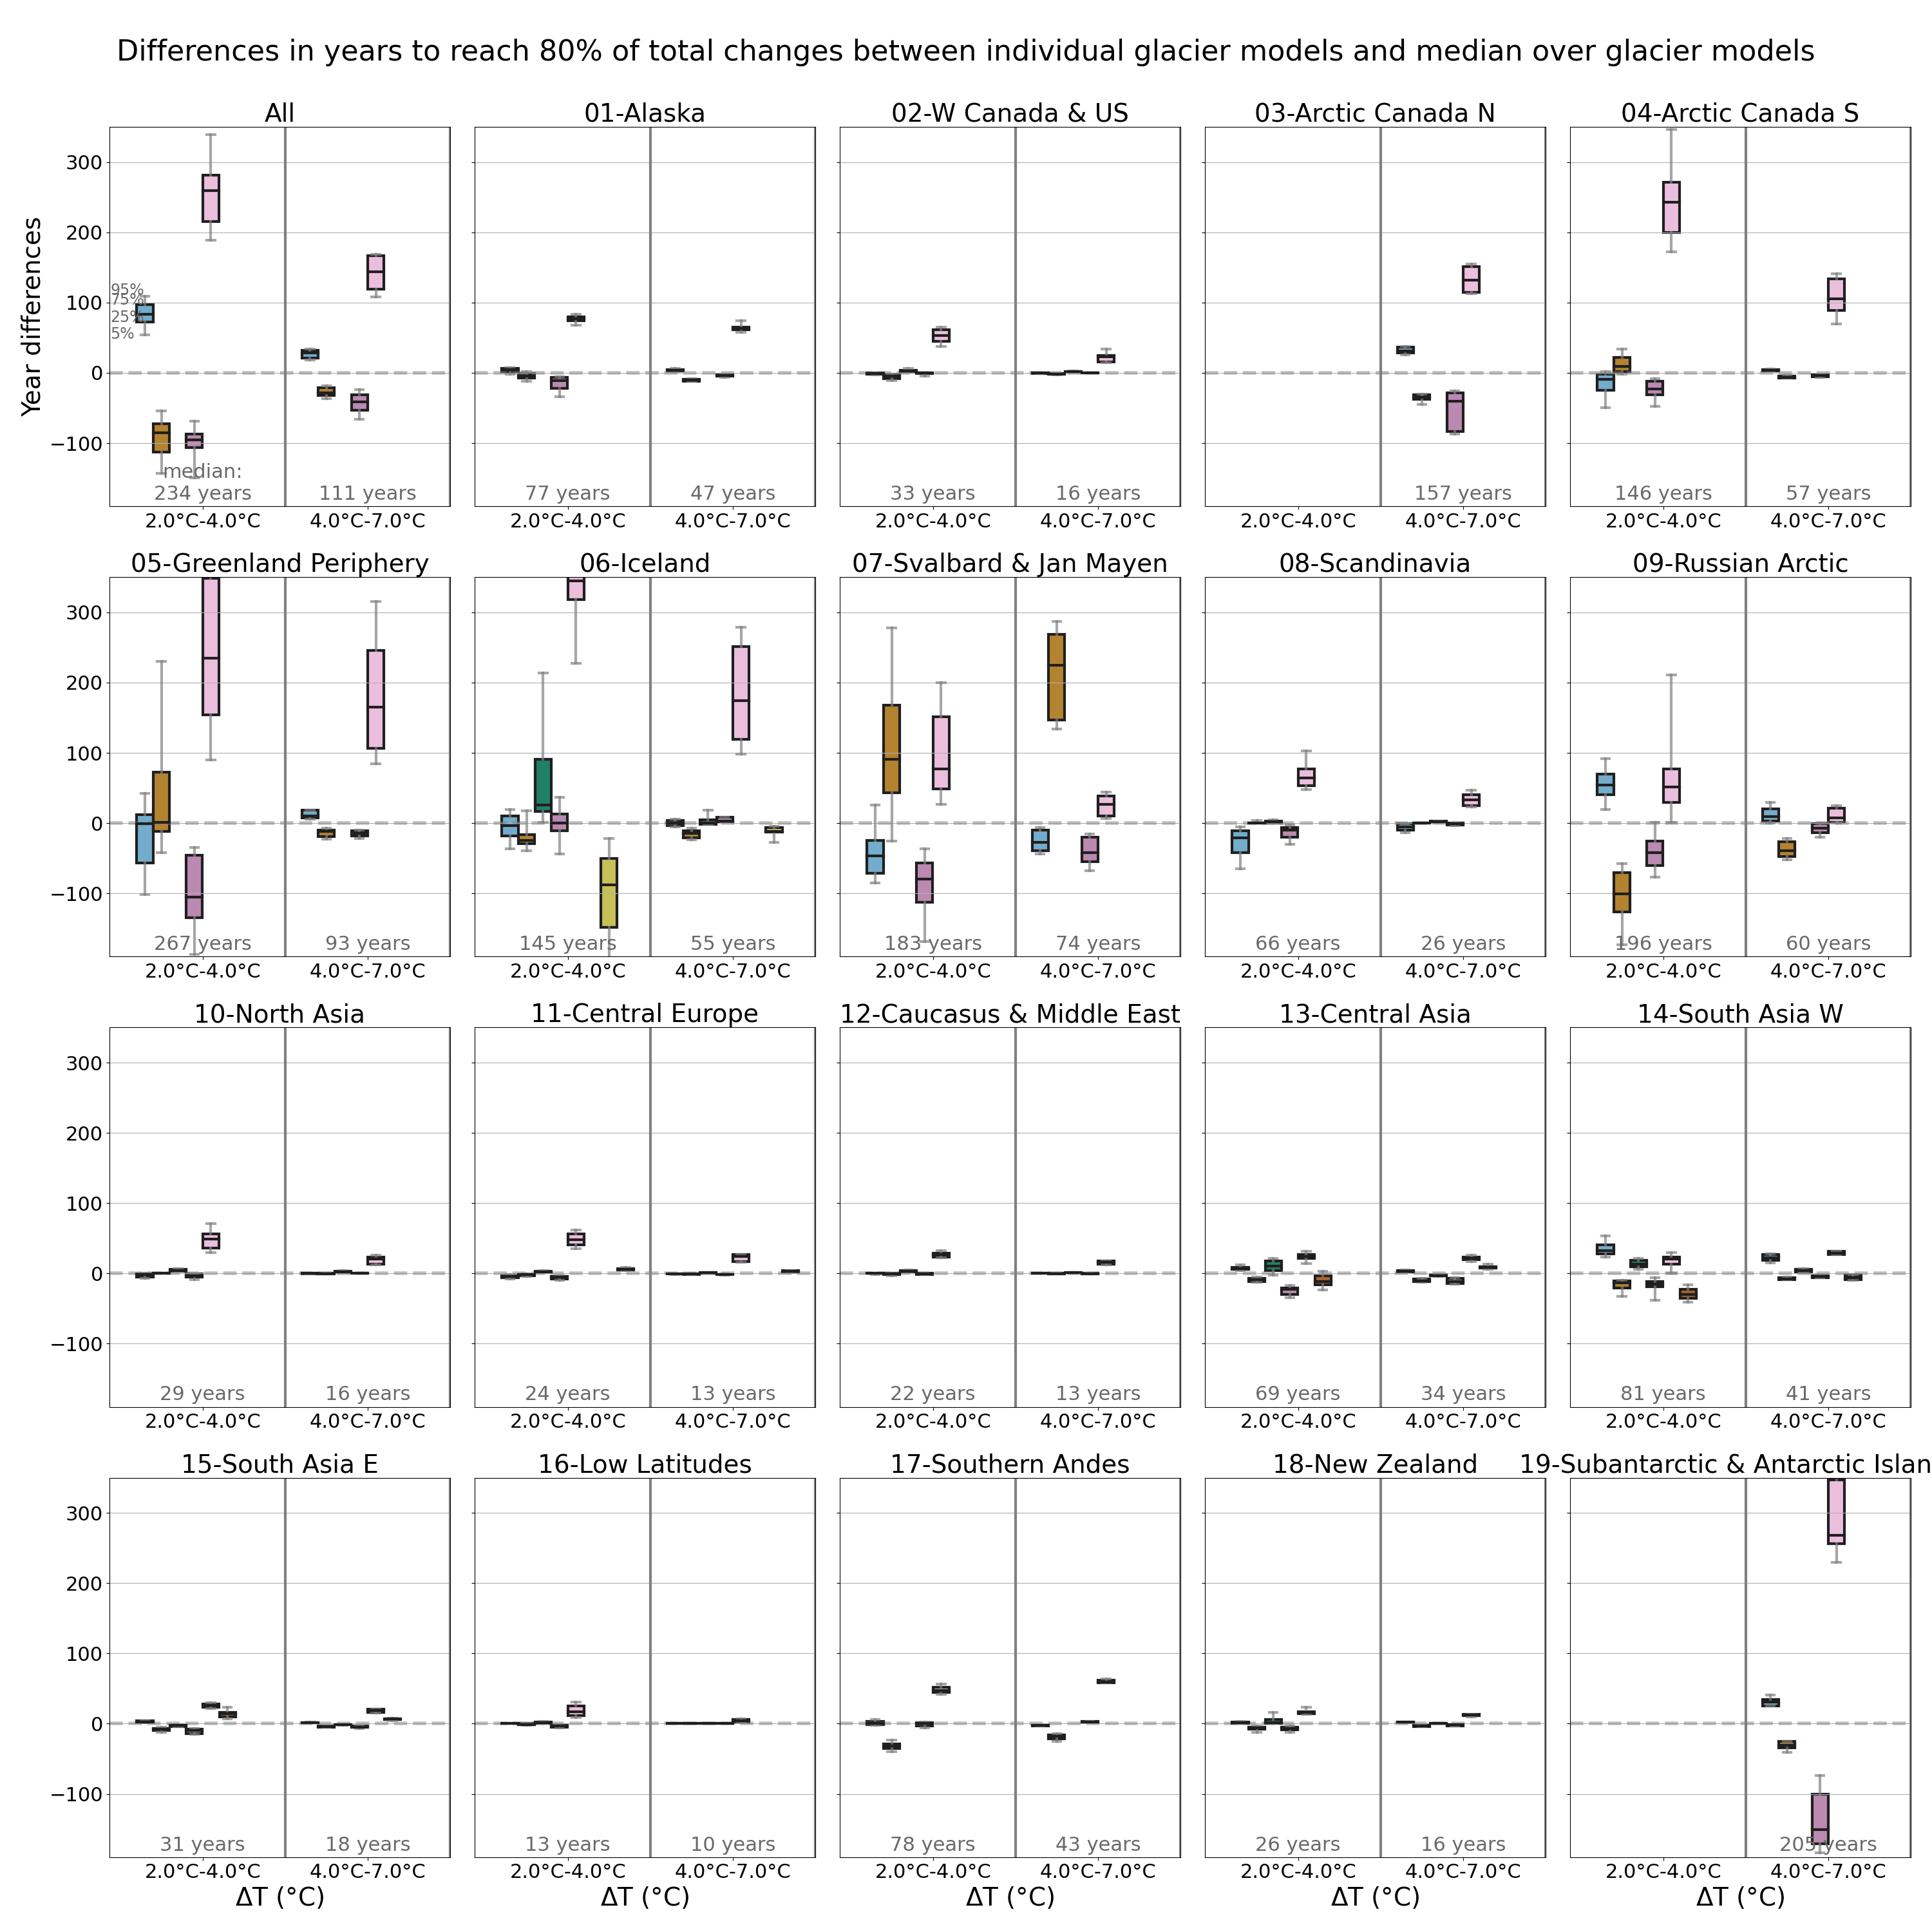 Differences in years to reach 80% of total changes between individual glacier models and median over glacier models
All
01-Alaska
02-W Canada & US
03-Arctic Canada N
04-Arctic Canada S
Year differences
300
200
100
0
−100
95%
75%
25%
5%
median:
234 years
111 years
77 years
47 years
33 years
16 years
157 years
146 years
57 years
2.0°C-4.0°C
4.0°C-7.0°C
2.0°C-4.0°C
4.0°C-7.0°C
2.0°C-4.0°C
4.0°C-7.0°C
2.0°C-4.0°C
4.0°C-7.0°C
2.0°C-4.0°C
4.0°C-7.0°C
05-Greenland Periphery
06-Iceland
07-Svalbard & Jan Mayen
08-Scandinavia
09-Russian Arctic
300
200
100
0
−100
267 years
93 years
145 years
55 years
183 years
74 years
66 years
26 years
196 years
60 years
2.0°C-4.0°C
4.0°C-7.0°C
2.0°C-4.0°C
4.0°C-7.0°C
2.0°C-4.0°C
4.0°C-7.0°C
2.0°C-4.0°C
4.0°C-7.0°C
2.0°C-4.0°C
4.0°C-7.0°C
10-North Asia
11-Central Europe
12-Caucasus & Middle East
13-Central Asia
14-South Asia W
300
200
100
0
−100
29 years
16 years
24 years
13 years
22 years
13 years
69 years
34 years
81 years
41 years
2.0°C-4.0°C
4.0°C-7.0°C
2.0°C-4.0°C
4.0°C-7.0°C
2.0°C-4.0°C
4.0°C-7.0°C
2.0°C-4.0°C
4.0°C-7.0°C
2.0°C-4.0°C
4.0°C-7.0°C
15-South Asia E
16-Low Latitudes
17-Southern Andes
18-New Zealand
19-Subantarctic & Antarctic Islan
300
200
100
0
−100
31 years
18 years
13 years
10 years
78 years
43 years
26 years
16 years
205 years
2.0°C-4.0°C
4.0°C-7.0°C
2.0°C-4.0°C
4.0°C-7.0°C
2.0°C-4.0°C
4.0°C-7.0°C
2.0°C-4.0°C
4.0°C-7.0°C
2.0°C-4.0°C
4.0°C-7.0°C
ΔT (°C)
ΔT (°C)
ΔT (°C)
ΔT (°C)
ΔT (°C)